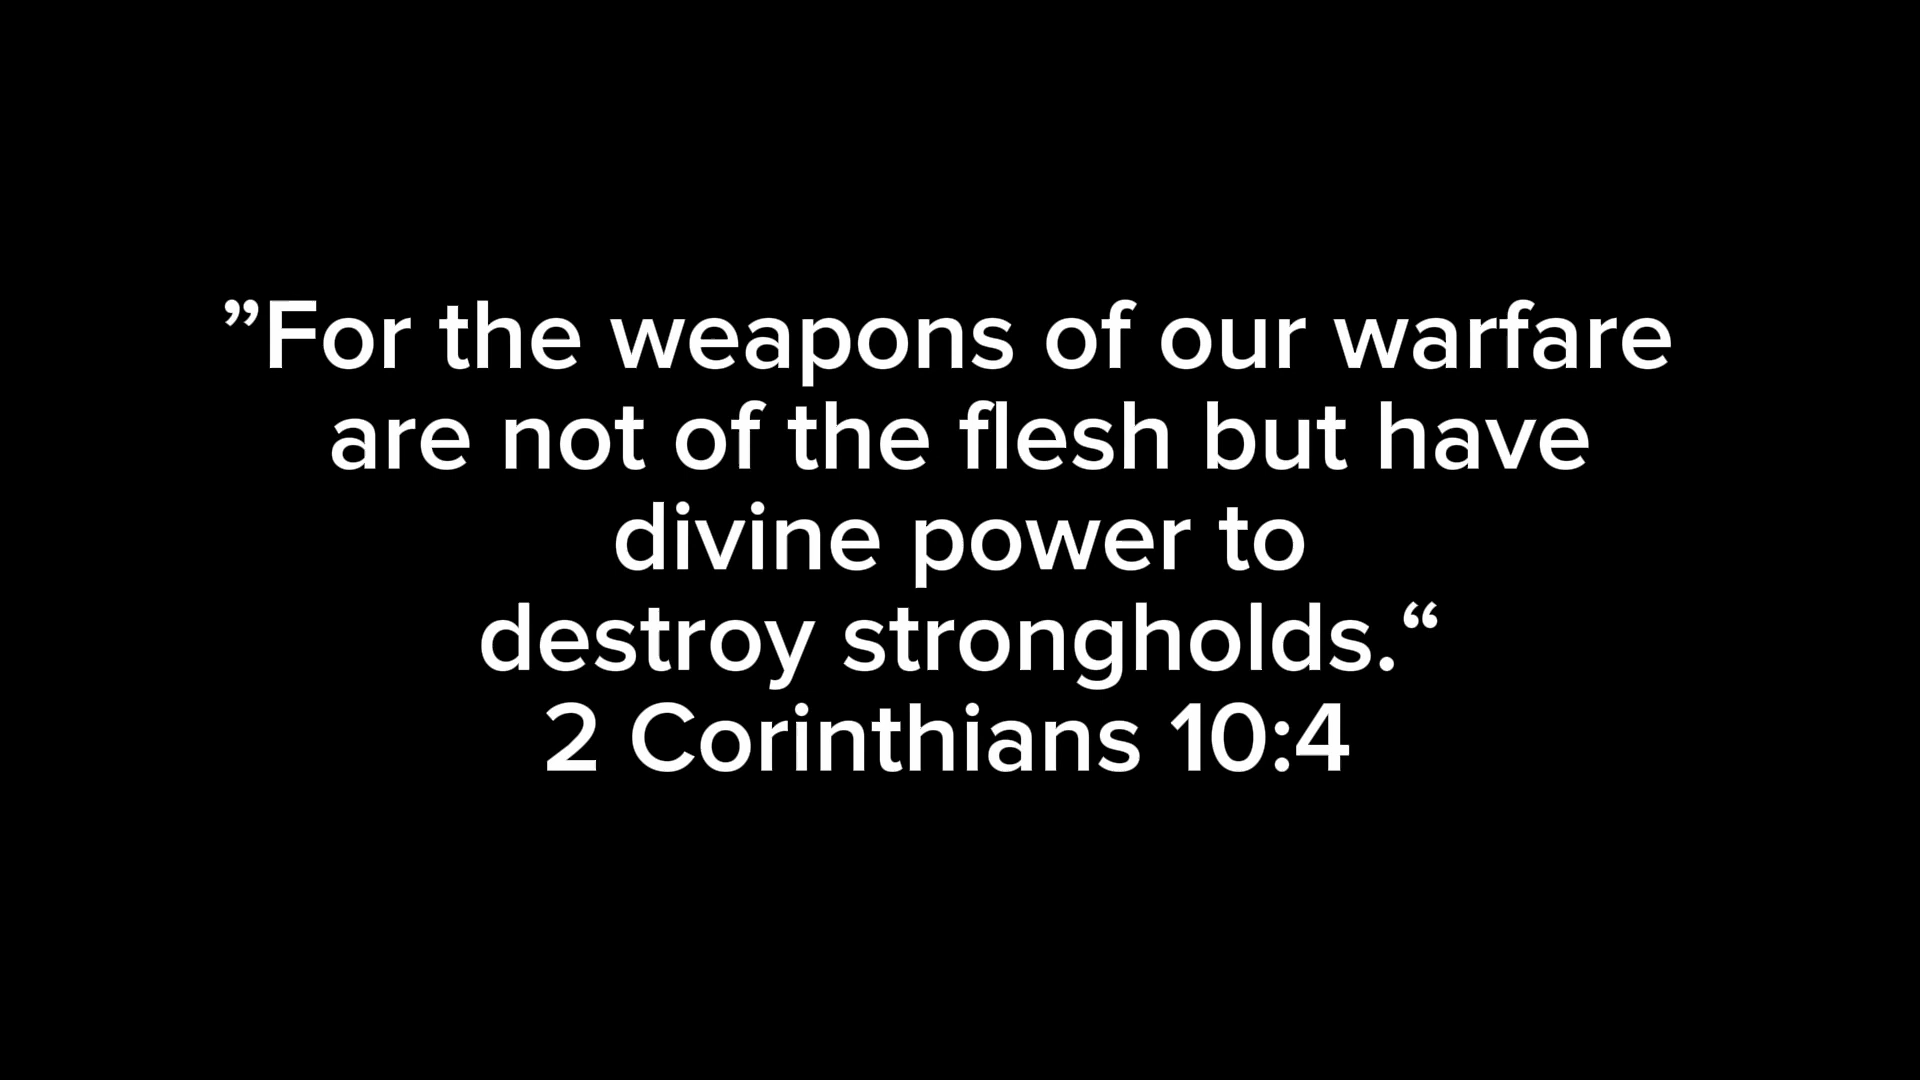 ”For the weapons of our warfare
are not of the flesh but have
divine power to
destroy strongholds.“
2 Corinthians 10:4